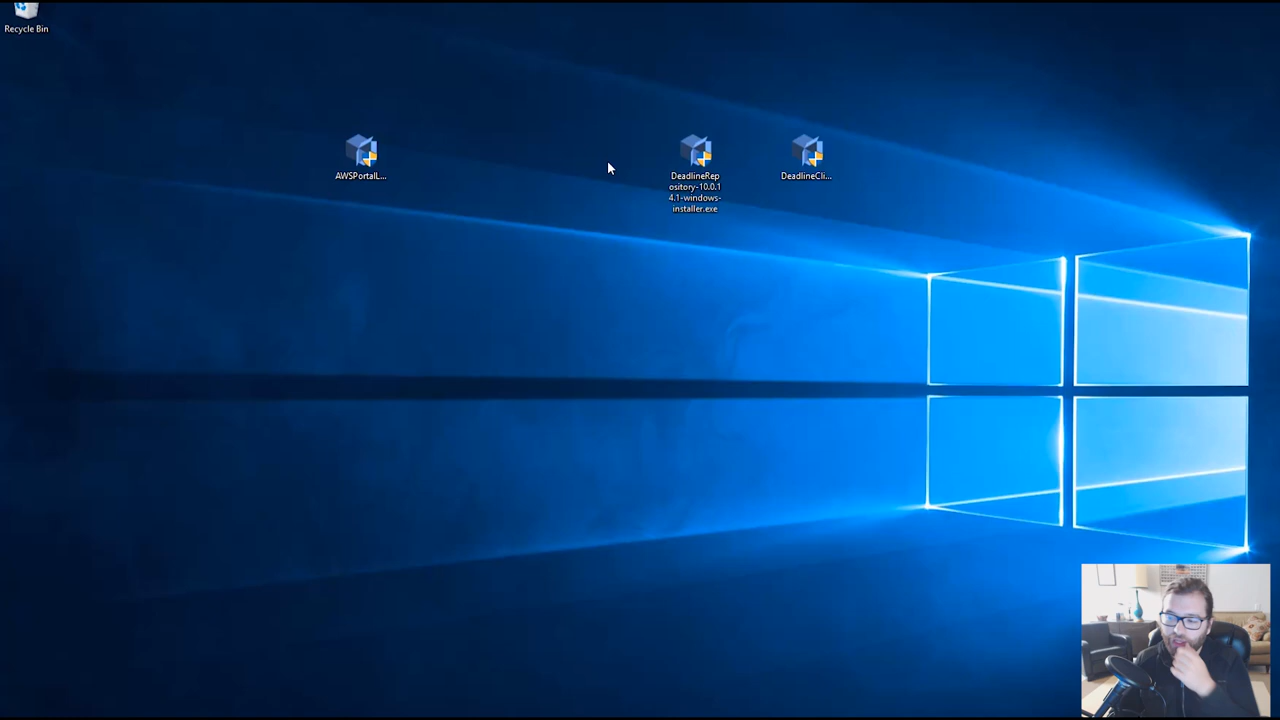 Recycle Bin
AWSPortalL...
DeadlineRep
ository-10.0.1
4.1-windows-
installer.exe
DeadlineCli...